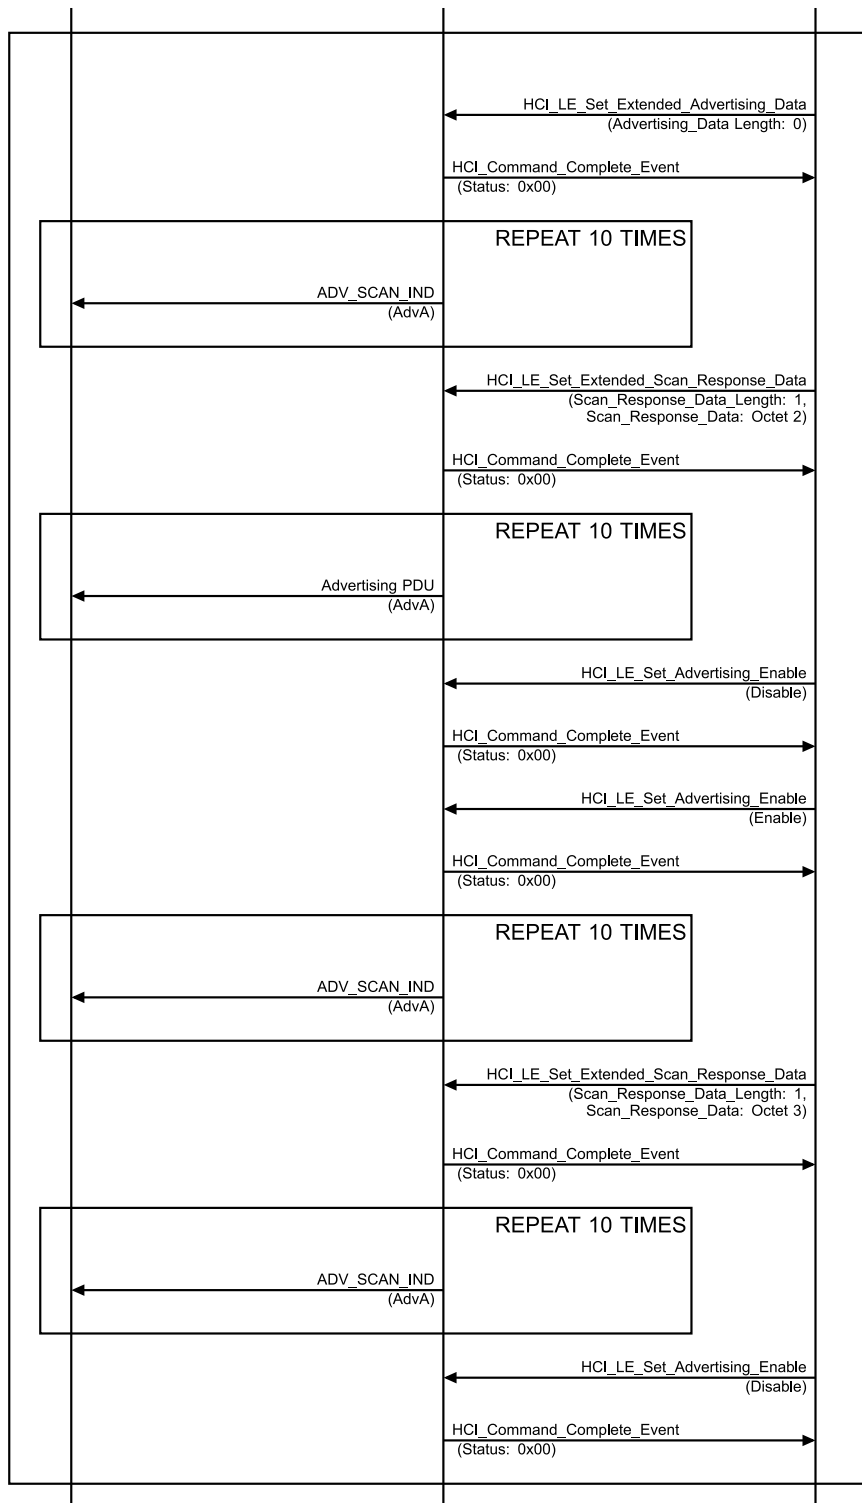 HCI_LE_Set_Extended_Advertising_Data
(Advertising_Data Length: 0)
HCI_Command_Complete_Event
(Status: 0x00)
REPEAT 10 TIMES
ADV_SCAN_IND
(AdvA)
HCI_LE_Set_Extended_Scan_Response_Data
(Scan_Response_Data_Length: 1,
Scan_Response_Data: Octet 2)
HCI_Command_Complete_Event
(Status: 0x00)
REPEAT 10 TIMES
Advertising PDU
(AdvA)
HCI_LE_Set_Advertising_Enable
(Disable)
HCI_Command_Complete_Event
(Status: 0x00)
HCI_LE_Set_Advertising_Enable
(Enable)
HCI_Command_Complete_Event
(Status: 0x00)
REPEAT 10 TIMES
ADV_SCAN_IND
(AdvA)
HCI_LE_Set_Extended_Scan_Response_Data
(Scan_Response_Data_Length: 1,
Scan_Response_Data: Octet 3)
HCI_Command_Complete_Event
(Status: 0x00)
REPEAT 10 TIMES
ADV_SCAN_IND
(AdvA)
HCI_LE_Set_Advertising_Enable
(Disable)
HCI_Command_Complete_Event
(Status: 0x00)